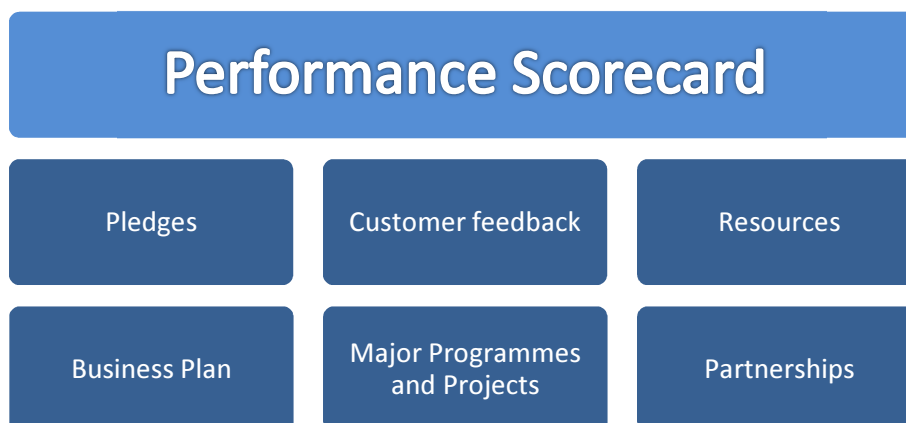 Performance Scorecard
Pledges
Customer feedback
Resources
Business Plan
Major Programmes
and Projects
Partnerships